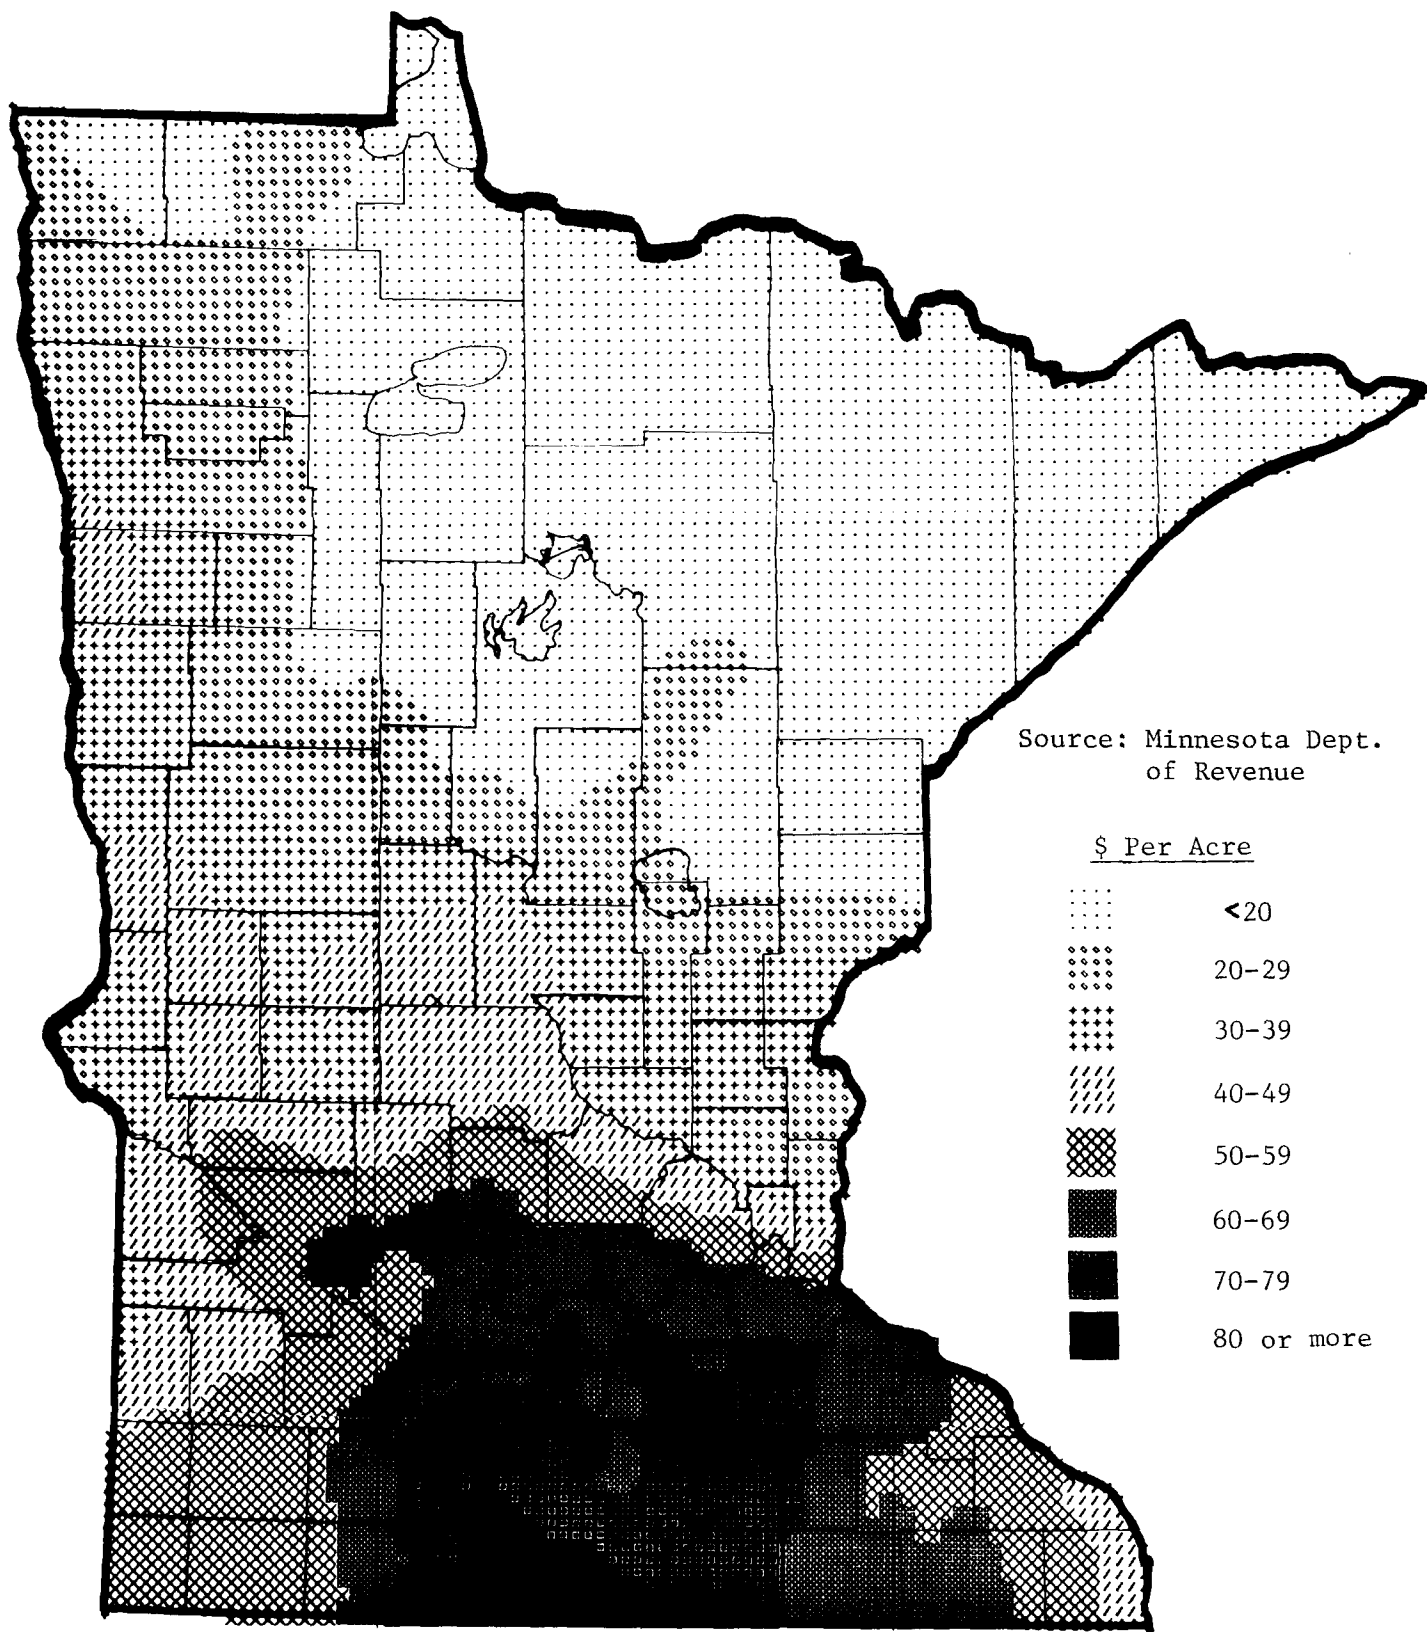 Source: Minnesota Dept.
of Revenue
$ Per Acre
<20
20-29
30-39
40-49
50-59
60-69
70-79
80 or more